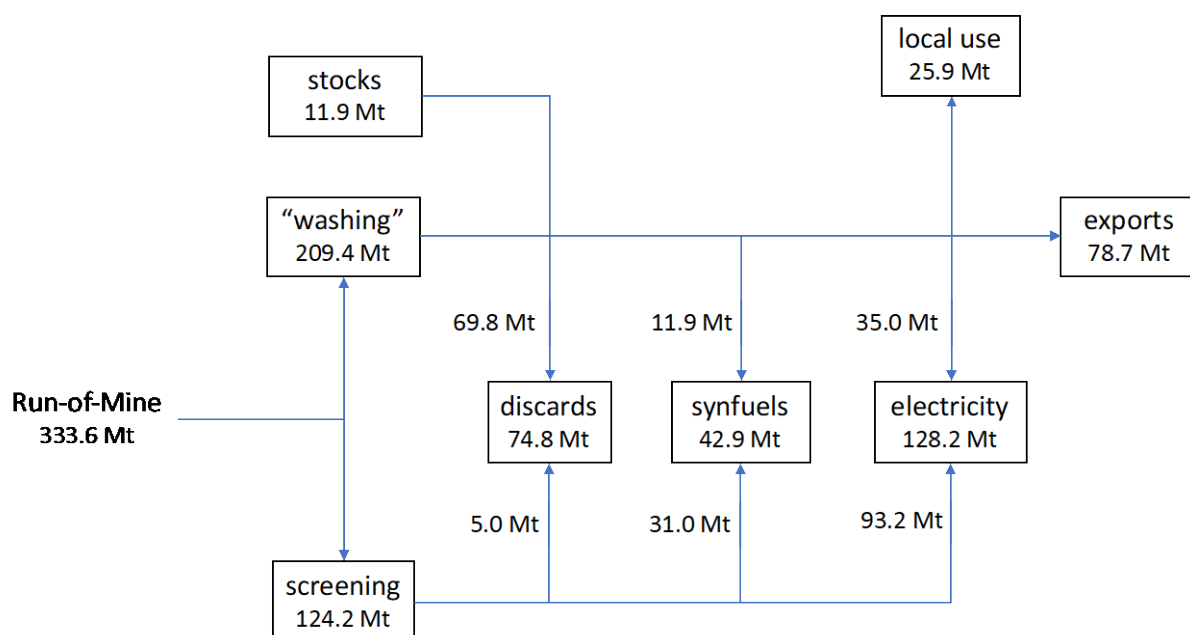 local use
25.9 Mt
stocks
11.9 Mt
“washing”
209.4 Mt
exports
78.7 Mt
69.8 Mt
11.9 Mt
35.0 Mt
Run-of-Mine
333.6 Mt
discards
74.8 Mt
synfuels
42.9 Mt
electricity
128.2 Mt
5.0 Mt
31.0 Mt
93.2 Mt
screening
124.2 Mt